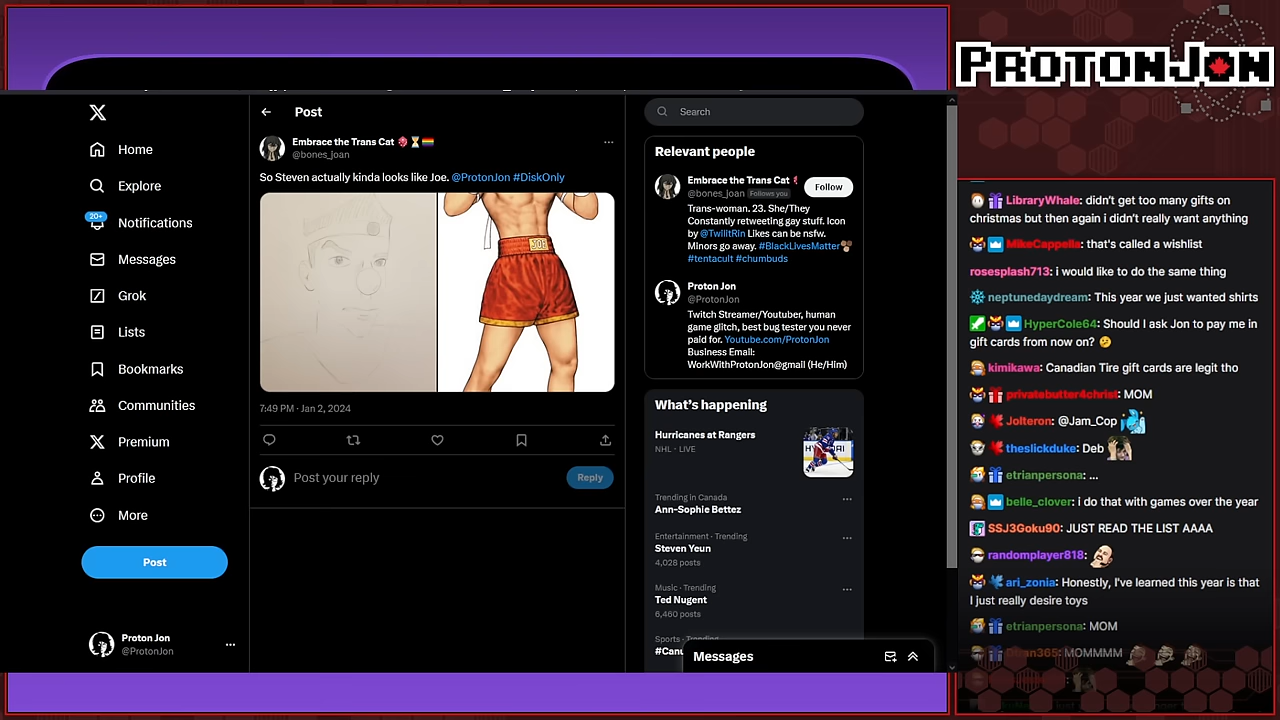 PROTONJON
Home
Explore
20+
Notifications
Messages
Grok
Lists
Bookmarks
Communities
Premium
Profile
More
Post
Proton Jon
@ProtonJon
Post
Embrace the Trans Cat
@bones_joan
So Steven actually kinda looks like Joe. @ProtonJon #DiskOnly
JOE
7:49 PM · Jan 2, 2024
Post your reply
Reply
Search
Relevant people
Embrace the Trans Cat
@bones_joan Follows you
Follow
Trans-woman. 23. She/They
Constantly retweeting gay stuff. Icon
by @TwilitRin Likes can be nsfw.
Minors go away. #BlackLivesMatter
#tentacult #chumbuds
Proton Jon
@ProtonJon
Twitch Streamer/Youtuber, human
game glitch, best bug tester you never
paid for. Youtube.com/ProtonJon
Business Email:
WorkWithProtonJon@gmail (He/Him)
What's happening
Hurricanes at Rangers
NHL · LIVE
Trending in Canada
Ann-Sophie Bettez
Entertainment · Trending
Steven Yeun
4,028 posts
Music · Trending
Ted Nugent
6,460 posts
Sports · Trending
#Canu
Messages
LibraryWhale: didn't get too many gifts on
christmas but then again i didn't really want anything
MikeCappella: that's called a wishlist
rosesplash713: i would like to do the same thing
neptunedaydream: This year we just wanted shirts
HyperCole64: Should I ask Jon to pay me in
gift cards from now on?
kimikawa: Canadian Tire gift cards are legit tho
privatebutter4christ: MOM
Jolteron: @Jam_Cop
theslickduke: Deb
etrianpersona: ...
belle_clover: i do that with games over the year
SSJ3Goku90: JUST READ THE LIST AAAA
randomplayer818:
ari_zonia: Honestly, I've learned this year is that
I just really desire toys
etrianpersona: MOM
MOMMMM